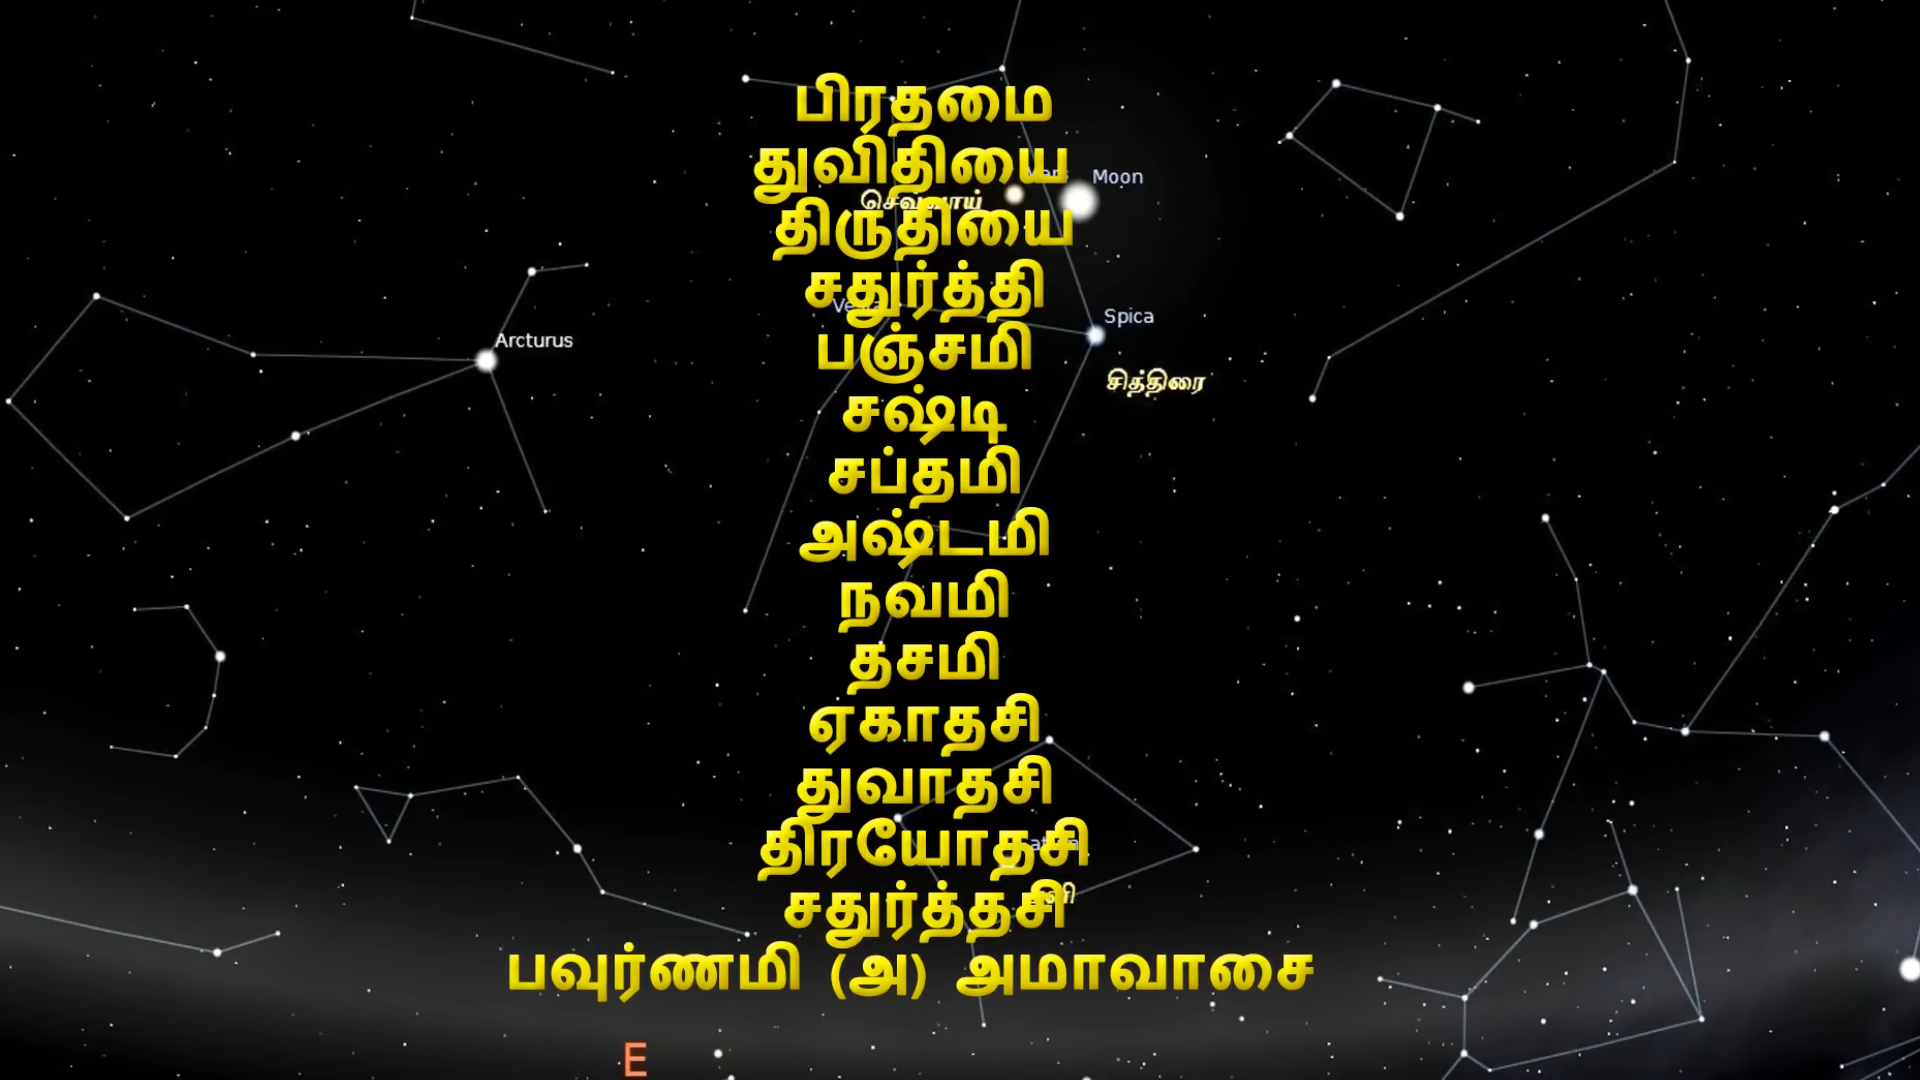 பிரதமை
துவிதியை
Moon
செவ்வாய்
திருதியை
சதுர்த்தி
Spica
Arcturus
பஞ்சமி
சித்திரை
சஷ்டி
சப்தமி
அஷ்டமி
நவமி
தசமி
ஏகாதசி
துவாதசி
திரயோதசி
சதுர்த்தசி
பவுர்ணமி (அ) அமாவாசை
E